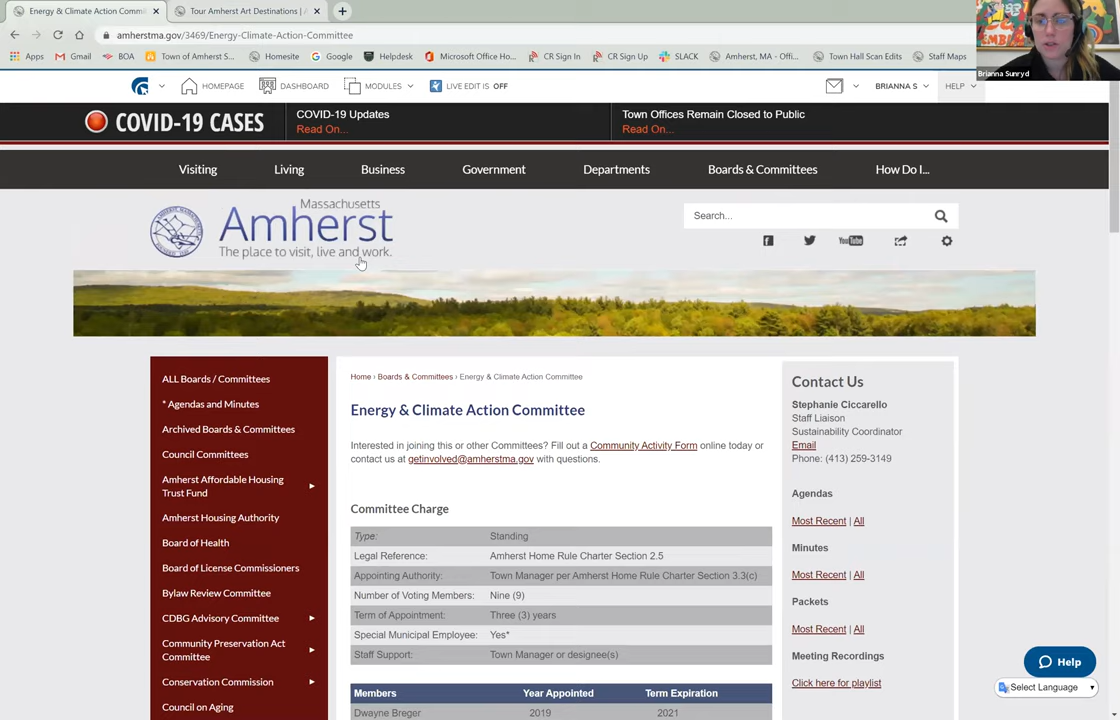 Energy & Climate Action Commit
Tour Amherst Art Destinations |
amherstma.gov/3469/Energy-Climate-Action-Committee
Apps
Gmail
BOA
Town of Amherst S...
Homesite
Google
Helpdesk
Microsoft Office Ho...
CR Sign In
CR Sign Up
SLACK
Amherst, MA - Offi...
Town Hall Scan Edits
Staff Maps
Brianna Sunryd
HOMEPAGE
DASHBOARD
MODULES
LIVE EDIT IS OFF
BRIANNA S
HELP
COVID-19 CASES
COVID-19 Updates
Read On...
Town Offices Remain Closed to Public
Read On...
Visiting
Living
Business
Government
Departments
Boards & Committees
How Do I...
Massachusetts
Amherst
The place to visit, live and work.
Search...
You Tube
ALL Boards / Committees
* Agendas and Minutes
Archived Boards & Committees
Council Committees
Amherst Affordable Housing
Trust Fund
Amherst Housing Authority
Board of Health
Board of License Commissioners
Bylaw Review Committee
CDBG Advisory Committee
Community Preservation Act
Committee
Conservation Commission
Council on Aging
Home › Boards & Committees › Energy & Climate Action Committee
Energy & Climate Action Committee
Interested in joining this or other Committees? Fill out a Community Activity Form online today or
contact us at getinvolved@amherstma.gov with questions.
Committee Charge
Type: Standing
Legal Reference: Amherst Home Rule Charter Section 2.5
Appointing Authority: Town Manager per Amherst Home Rule Charter Section 3.3(c)
Number of Voting Members: Nine (9)
Term of Appointment: Three (3) years
Special Municipal Employee: Yes*
Staff Support: Town Manager or designee(s)
Members Year Appointed Term Expiration
Dwayne Breger 2019 2021
Contact Us
Stephanie Ciccarello
Staff Liaison
Sustainability Coordinator
Email
Phone: (413) 259-3149
Agendas
Most Recent | All
Minutes
Most Recent | All
Packets
Most Recent | All
Meeting Recordings
Click here for playlist
Help
Select Language